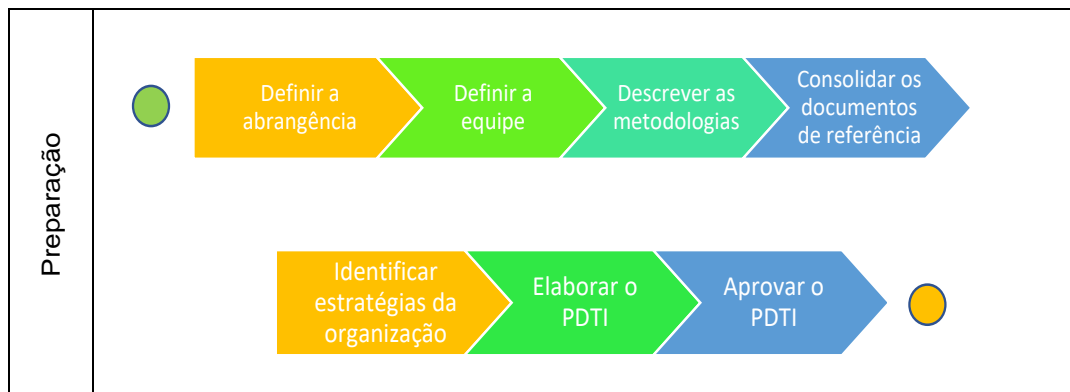 Preparação
Definir a
abrangência
Definir a
equipe
Descrever as
metodologias
Consolidar os
documentos
de referência
Identificar
estratégias da
organização
Elaborar o
PDTI
Aprovar o
PDTI